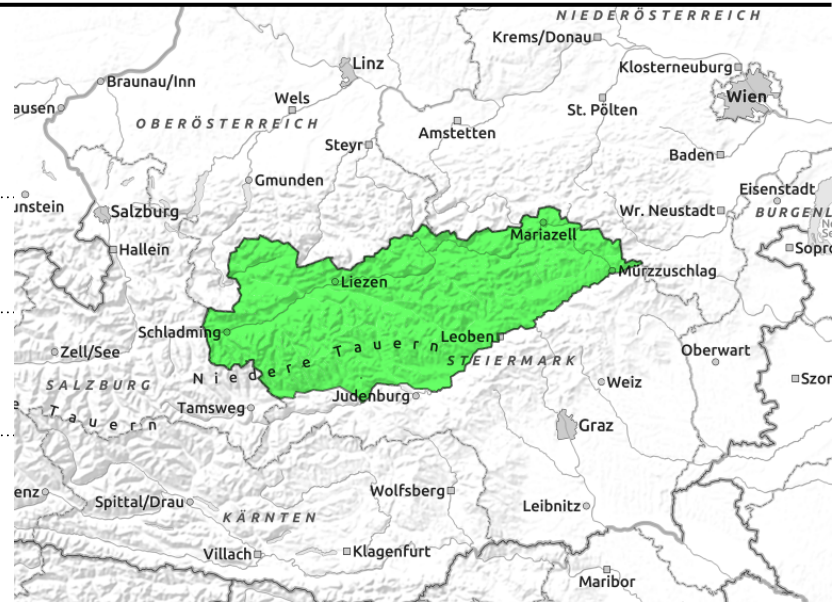 NIEDERÖSTERREICH
Krems/Donau
Linz
Klosterneuburg
Braunau/Inn
Wien
Wels
ausen
St. Pölten
OBERÖSTERREICH
Amstetten
Steyr
Baden
Gmunden
Eisenstadt
unstein
Salzburg
Wr. Neustadt
BURGENL
Mariazell
Hallein
Sopro
Mürzzuschlag
Liezen
Schladming
Leoben
Zell/See
Niedere Tauern
Oberwart
STEIERMARK
SALZBURG
Weiz
Szor
Judenburg
Tamsweg
e Tauern
Graz
enz
Wolfsberg
Spittal/Drau
Leibnitz
KÄRNTEN
Villach
Klagenfurt
Maribor